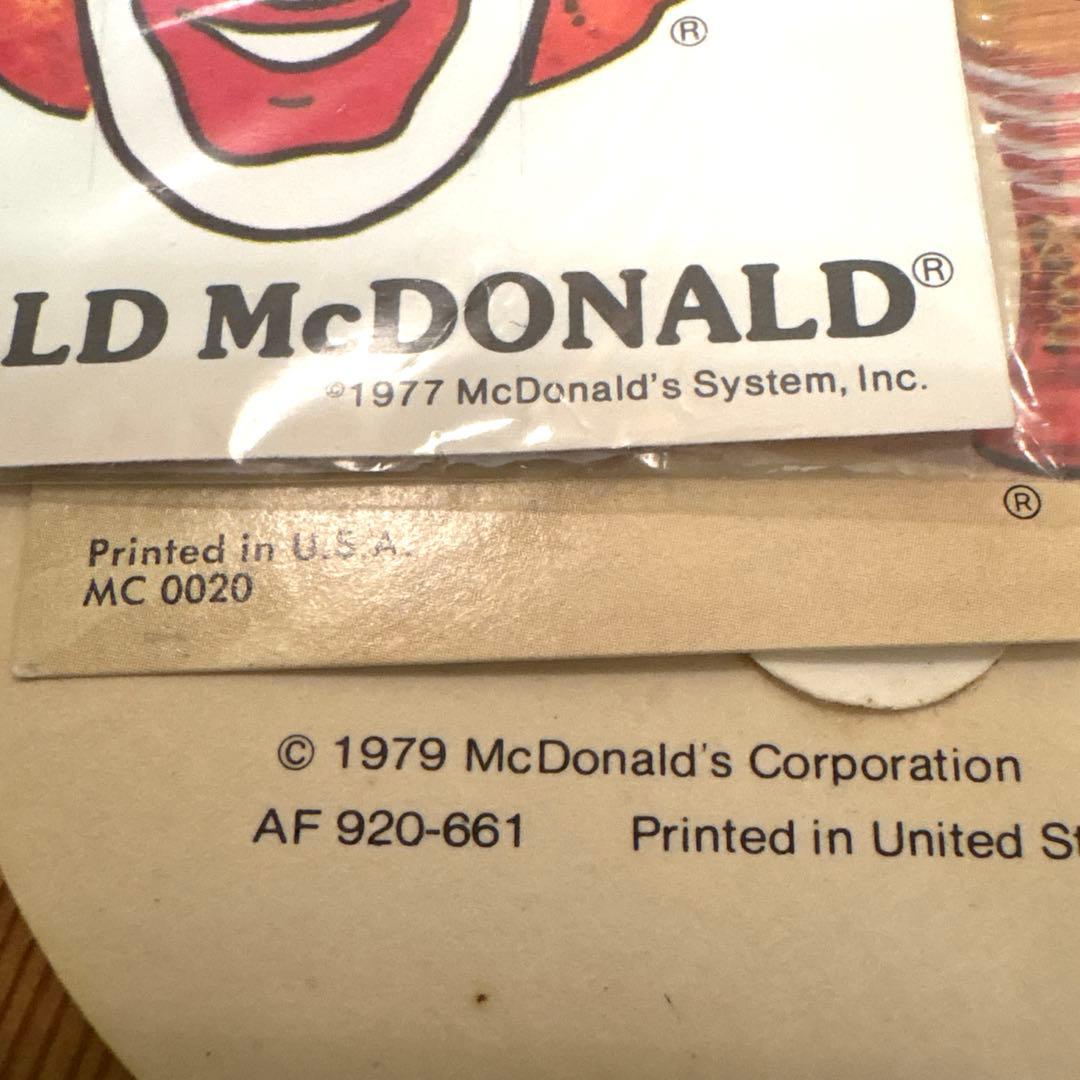 ®
LD McDONALD®
©1977 McDonald's System, Inc.
®
Printed in U.S.A.
MC 0020
© 1979 McDonald's Corporation
AF 920-661 Printed in United St